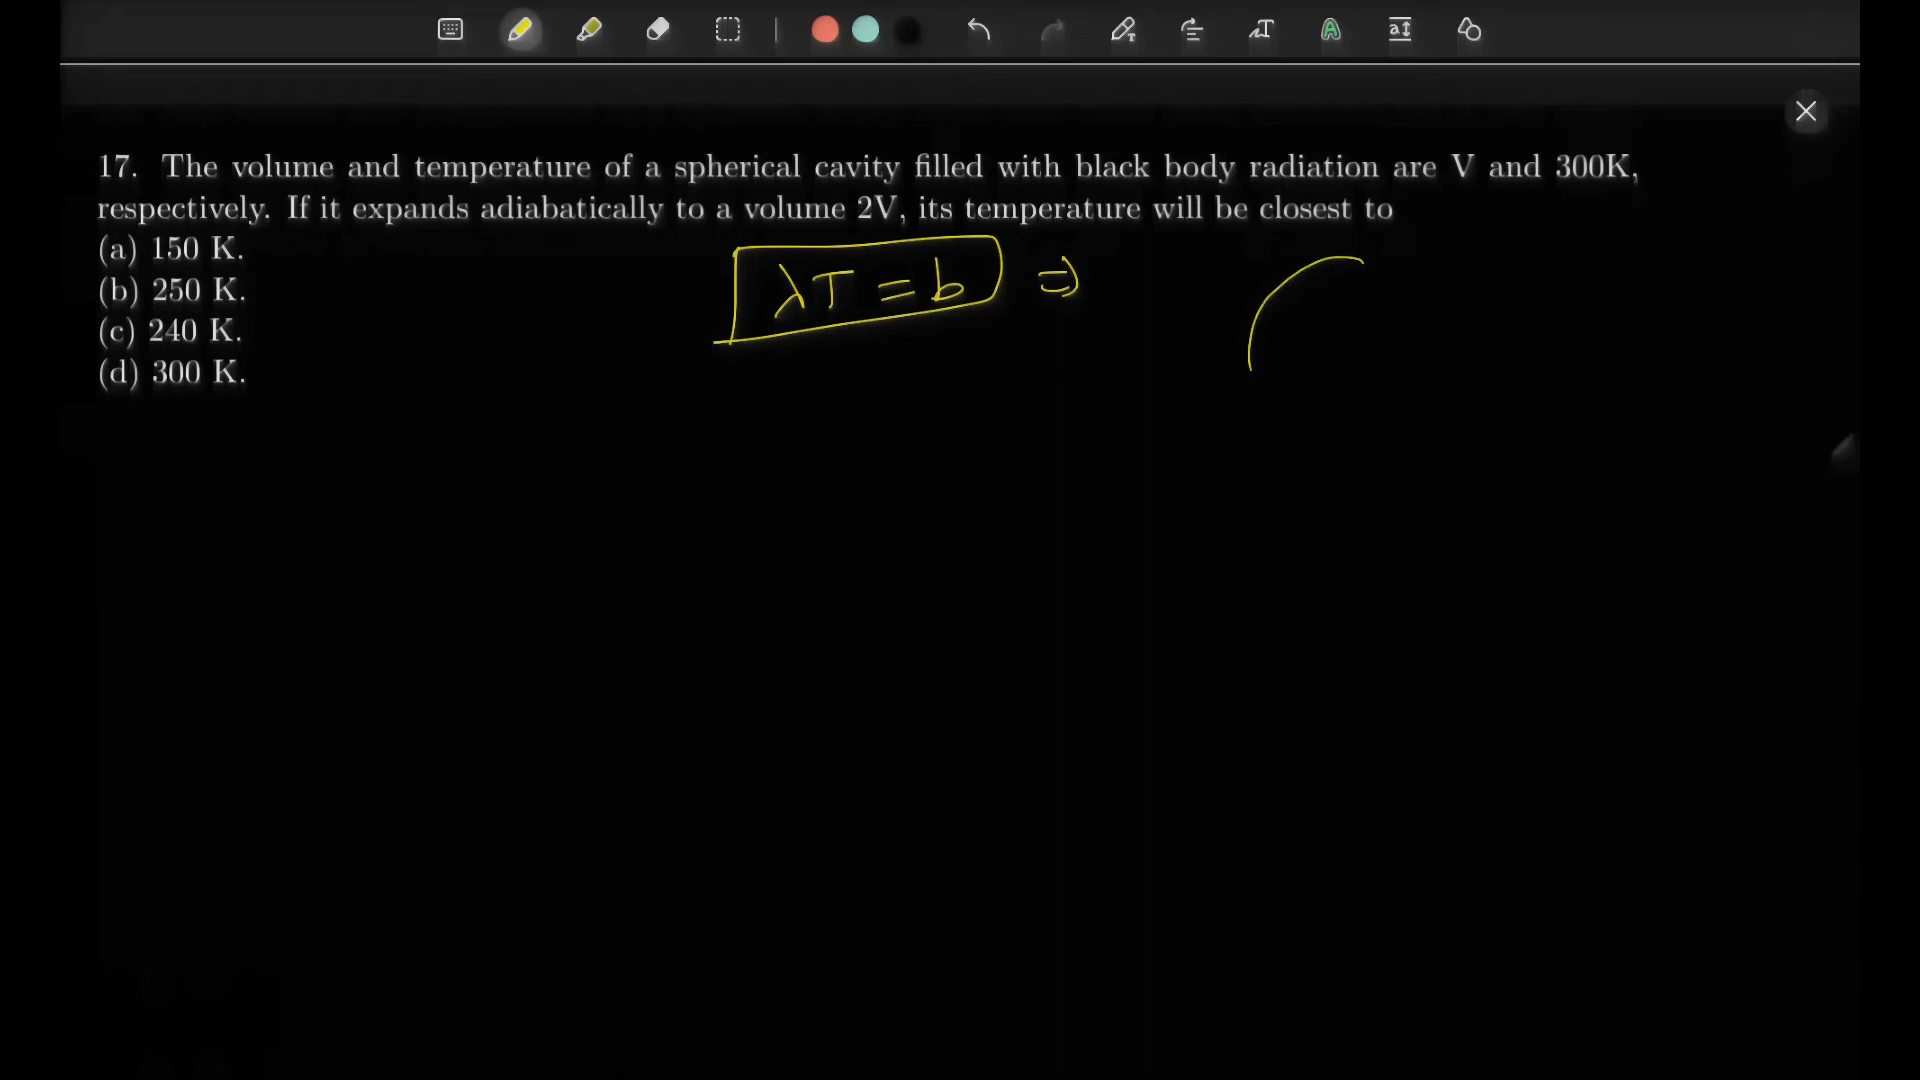 17. The volume and temperature of a spherical cavity filled with black body radiation are V and 300K,
respectively. If it expands adiabatically to a volume 2V, its temperature will be closest to
(a) 150 K.
(b) 250 K.
(c) 240 K.
(d) 300 K.
λT = b ⇒